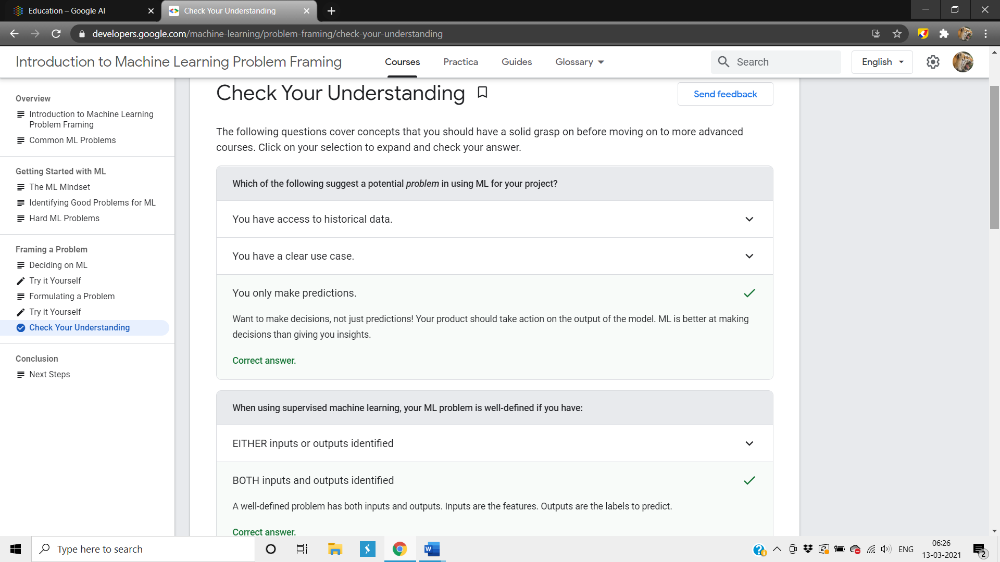 Education – Google AI
Check Your Understanding
developers.google.com/machine-learning/problem-framing/check-your-understanding
Introduction to Machine Learning Problem Framing
Courses
Practica
Guides
Glossary
Search
English
Overview
Introduction to Machine Learning
Problem Framing
Common ML Problems
Getting Started with ML
The ML Mindset
Identifying Good Problems for ML
Hard ML Problems
Framing a Problem
Deciding on ML
Try it Yourself
Formulating a Problem
Try it Yourself
Check Your Understanding
Conclusion
Next Steps
Check Your Understanding
Send feedback
The following questions cover concepts that you should have a solid grasp on before moving on to more advanced
courses. Click on your selection to expand and check your answer.
Which of the following suggest a potential problem in using ML for your project?
You have access to historical data.
You have a clear use case.
You only make predictions.
Want to make decisions, not just predictions! Your product should take action on the output of the model. ML is better at making
decisions than giving you insights.
Correct answer.
When using supervised machine learning, your ML problem is well-defined if you have:
EITHER inputs or outputs identified
BOTH inputs and outputs identified
A well-defined problem has both inputs and outputs. Inputs are the features. Outputs are the labels to predict.
Correct answer.
Type here to search
W
ENG
06:26
13-03-2021
2